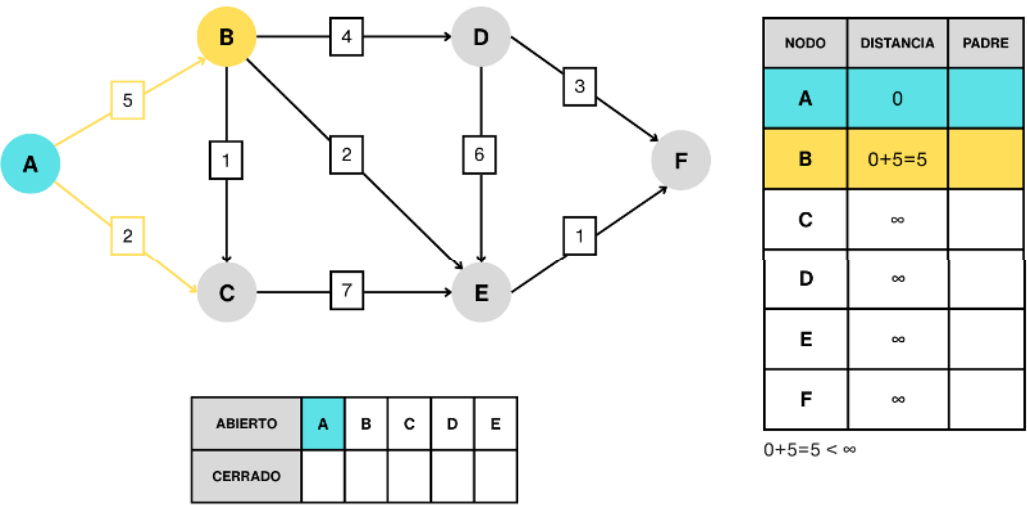 B
4
D
5
3
A
1
2
6
F
2
1
C
7
E
NODO DISTANCIA PADRE
A 0
B 0+5=5
C ∞
D ∞
E ∞
F ∞
0+5=5 < ∞
ABIERTO A B C D E
CERRADO